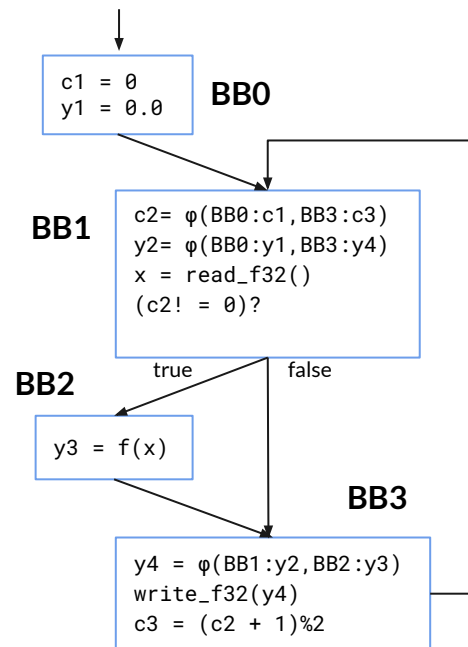 c1 = 0
y1 = 0.0
BB0
BB1
c2= φ(BB0:c1,BB3:c3)
y2= φ(BB0:y1,BB3:y4)
x = read_f32()
(c2! = 0)?
true
false
BB2
y3 = f(x)
BB3
y4 = φ(BB1:y2,BB2:y3)
write_f32(y4)
c3 = (c2 + 1)%2